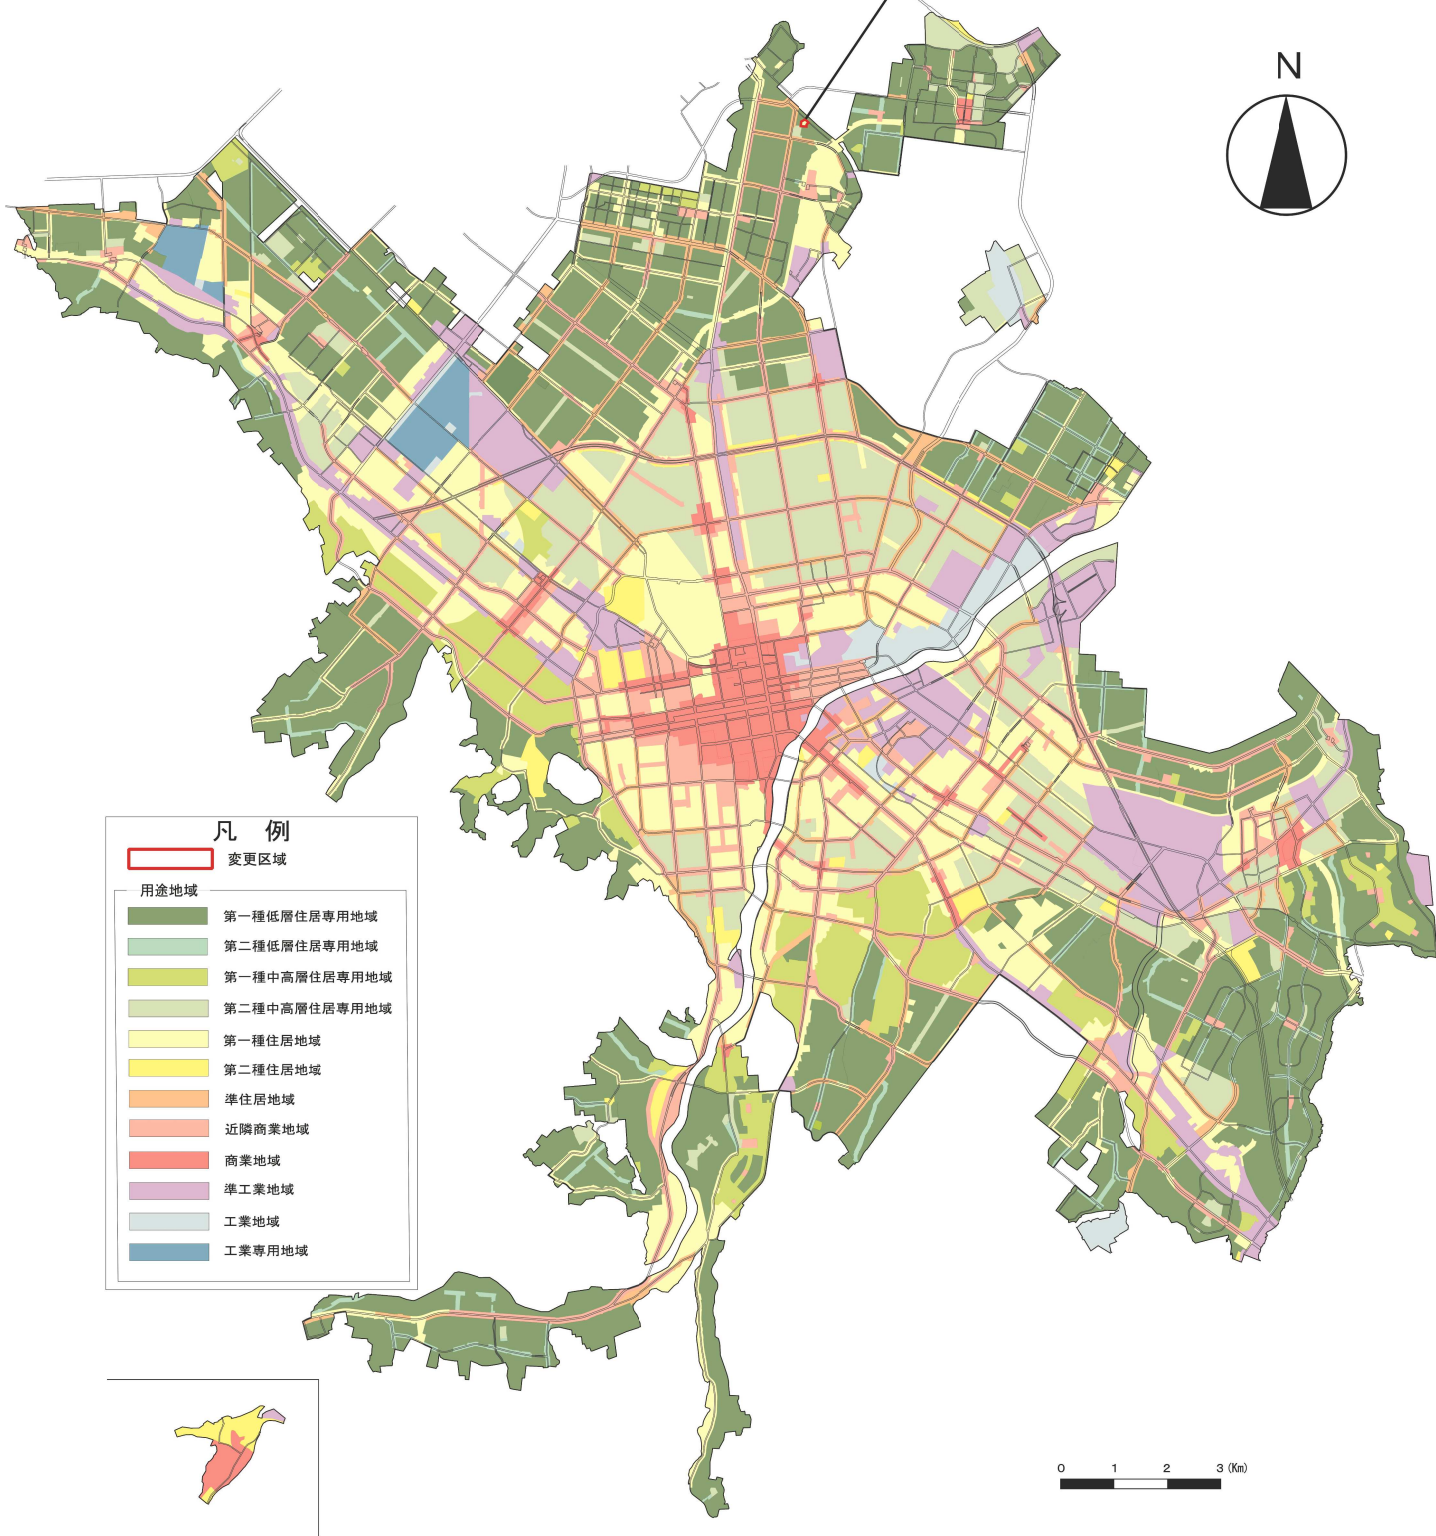 N
凡 例
変更区域
用途地域
第一種低層住居専用地域
第二種低層住居専用地域
第一種中高層住居専用地域
第二種中高層住居専用地域
第一種住居地域
第二種住居地域
準住居地域
近隣商業地域
商業地域
準工業地域
工業地域
工業専用地域
0 1 2 3 (Km)